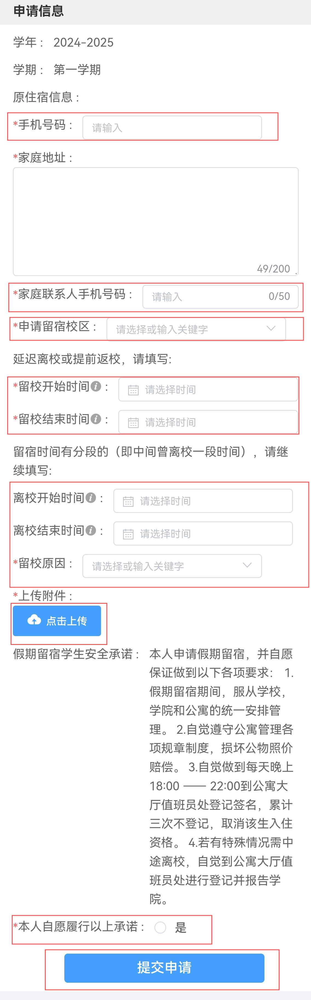 申请信息
学年： 2024-2025
学期： 第一学期
原住宿信息：
*手机号码： 请输入
*家庭地址：
49/200
*家庭联系人手机号码： 请输入 0/50
*申请留宿校区： 请选择或输入关键字
延迟离校或提前返校，请填写:
*留校开始时间i： 请选择时间
*留校结束时间i： 请选择时间
留宿时间有分段的（即中间曾离校一段时间），请继
续填写:
离校开始时间i： 请选择时间
离校结束时间i： 请选择时间
*留校原因： 请选择或输入关键字
*上传附件：
点击上传
假期留宿学生安全承诺： 本人申请假期留宿，并自愿
保证做到以下各项要求： 1.
假期留宿期间，服从学校，
学院和公寓的统一安排管
理。 2.自觉遵守公寓管理各
项规章制度，损坏公物照价
赔偿。 3.自觉做到每天晚上
18:00 —— 22:00到公寓大
厅值班员处登记签名，累计
三次不登记，取消该生入住
资格。 4.若有特殊情况需中
途离校，自觉到公寓大厅值
班员处进行登记并报告学
院。
*本人自愿履行以上承诺： 是
提交申请